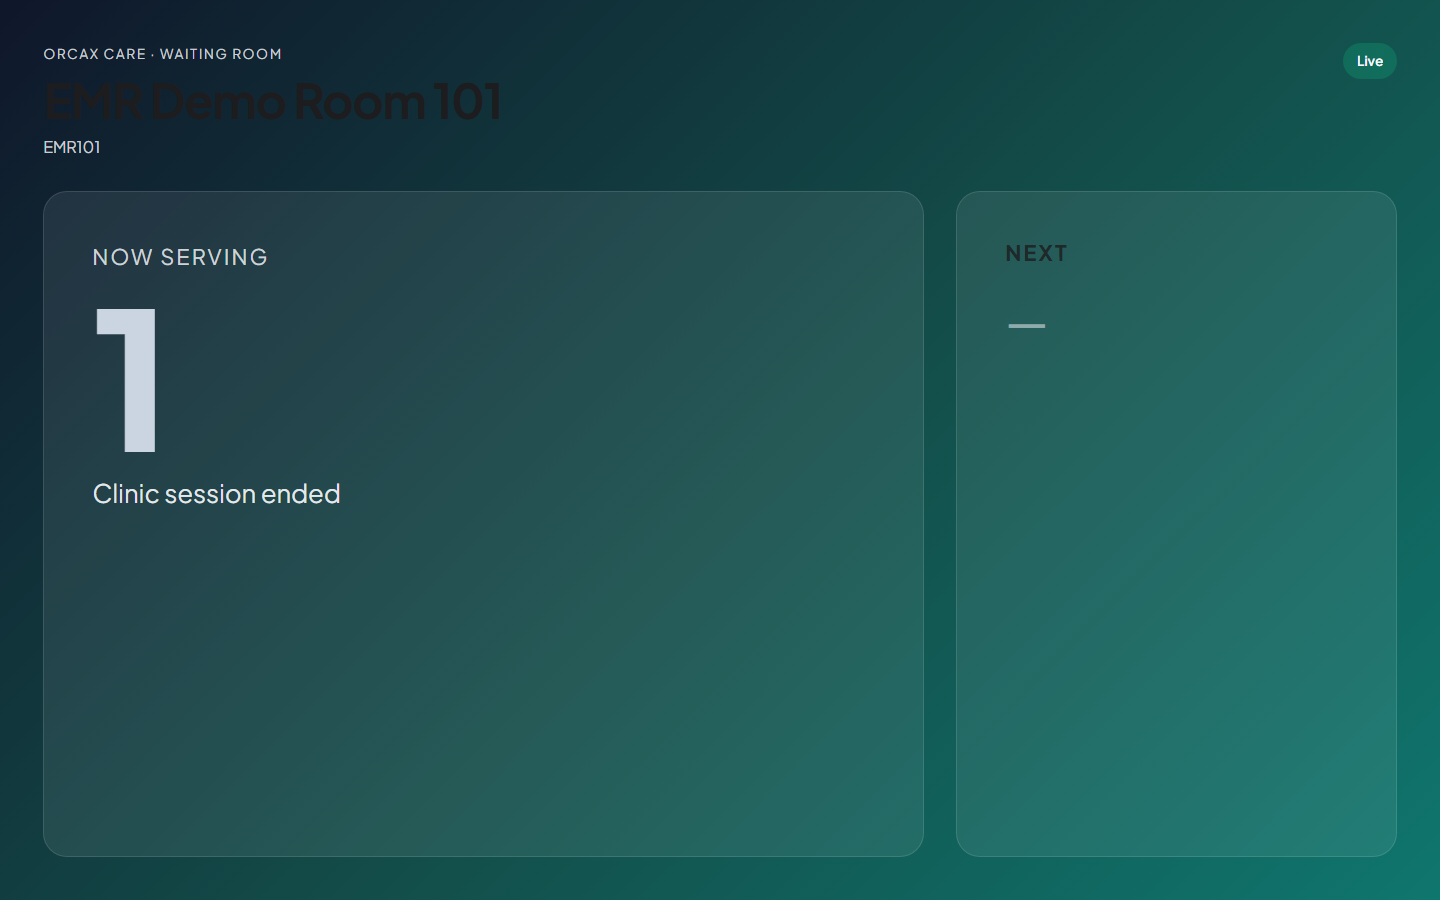 ORCAX CARE · WAITING ROOM
EMR Demo Room 101
EMR101
Live
NOW SERVING
1
Clinic session ended
NEXT
—